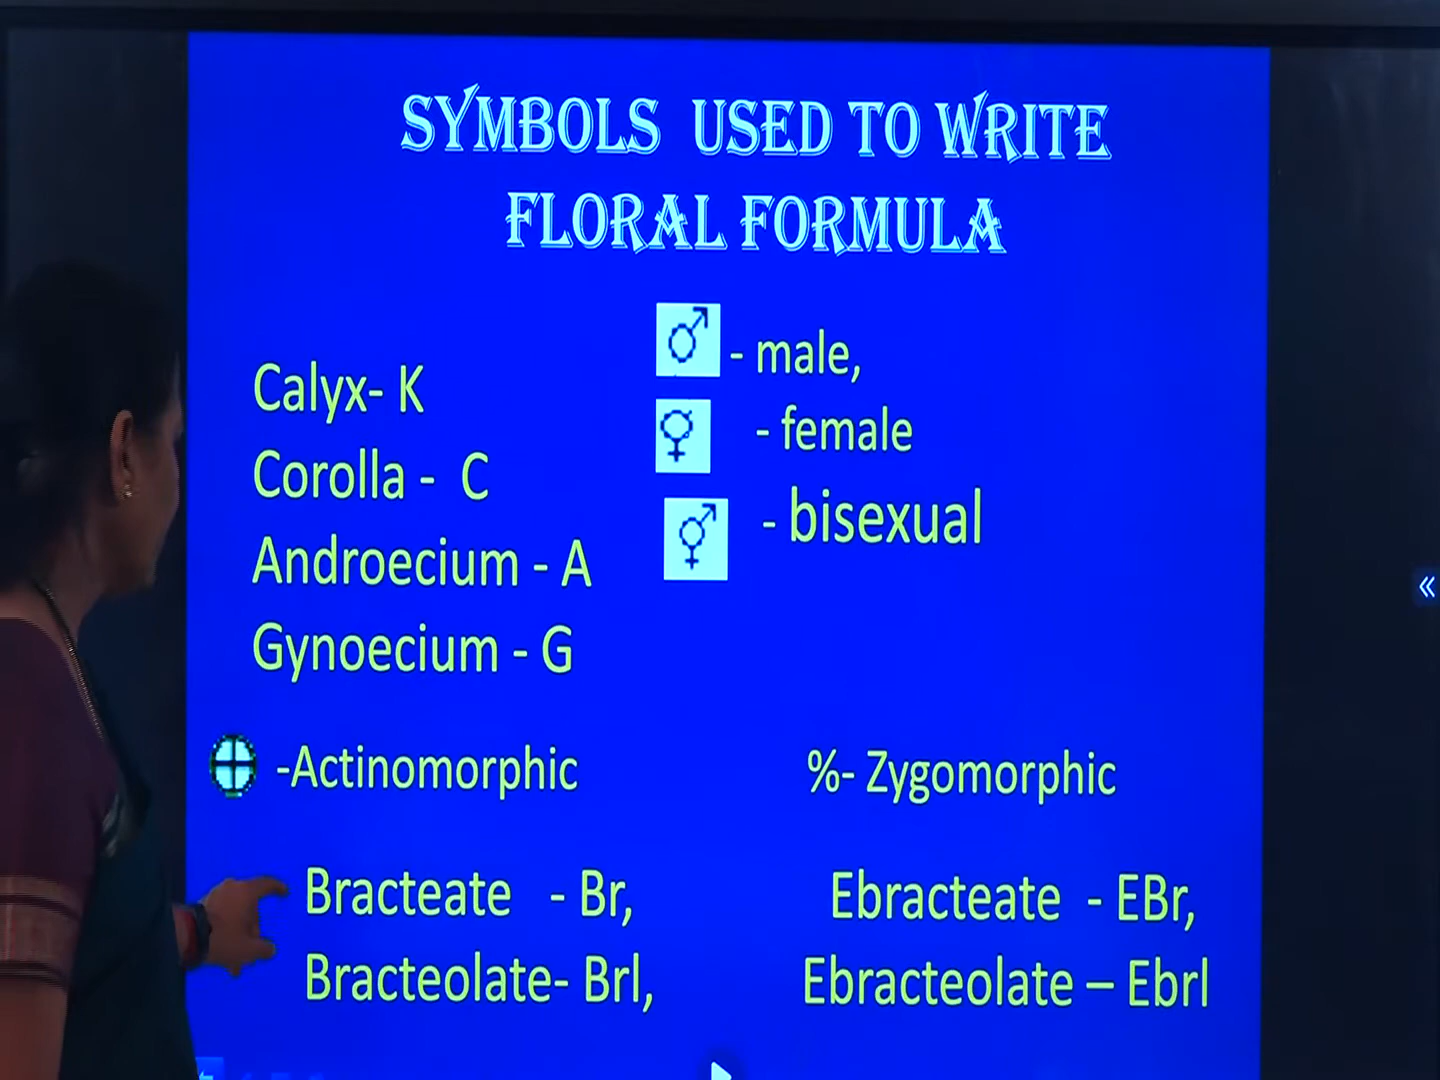 SYMBOLS USED TO WRITE
FLORAL FORMULA
Calyx- K
Corolla - C
Androecium - A
Gynoecium - G
♂ - male,
⚥ - female
⚥ - bisexual
⊕ -Actinomorphic
%- Zygomorphic
Bracteate - Br,
Ebracteate - EBr,
Bracteolate- Brl,
Ebracteolate – Ebrl